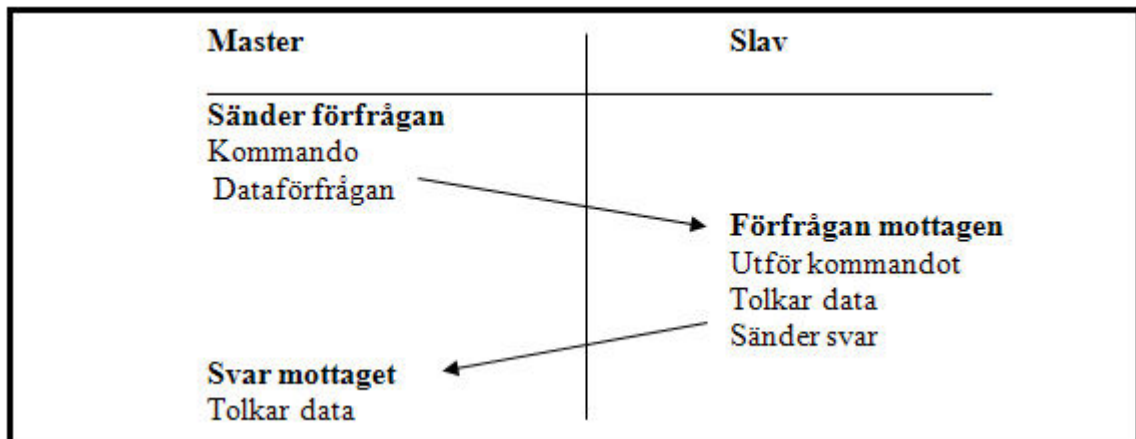 Master
Slav
Sänder förfrågan
Kommando
Dataförfrågan
Förfrågan mottagen
Utför kommandot
Tolkar data
Sänder svar
Svar mottaget
Tolkar data